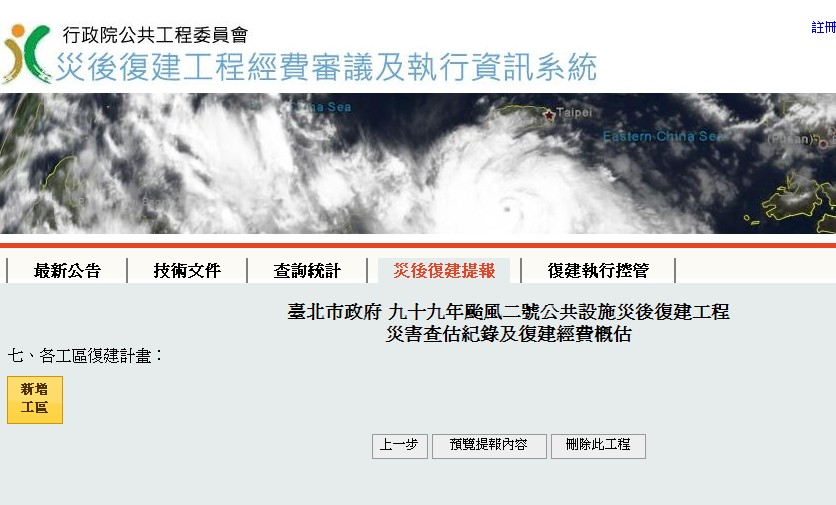 行政院公共工程委員會
註冊
災後復建工程經費審議及執行資訊系統
na Sea
Taipei
Eastern China Se
最新公告
技術文件
查詢統計
災後復建提報
復建執行控管
臺北市政府 九十九年颱風二號公共設施災後復建工程
災害查估紀錄及復建經費概估
七、各工區復建計畫：
新增
工區
上一步
預覽提報內容
刪除此工程